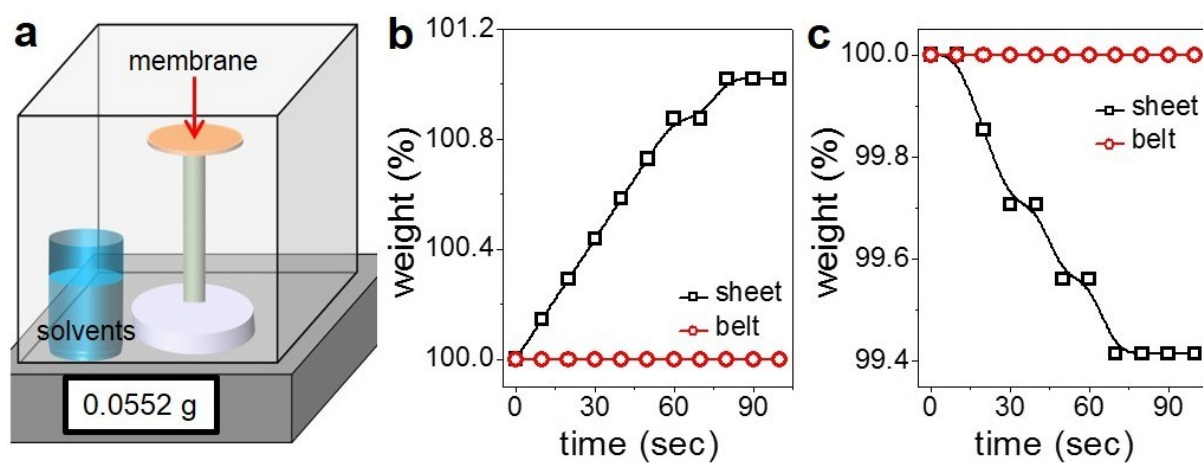 a
membrane
solvents
0.0552 g
b
101.2
100.8
100.4
100.0
weight (%)
sheet
belt
0
30
60
90
time (sec)
c
100.0
99.8
99.6
99.4
weight (%)
sheet
belt
0
30
60
90
time (sec)